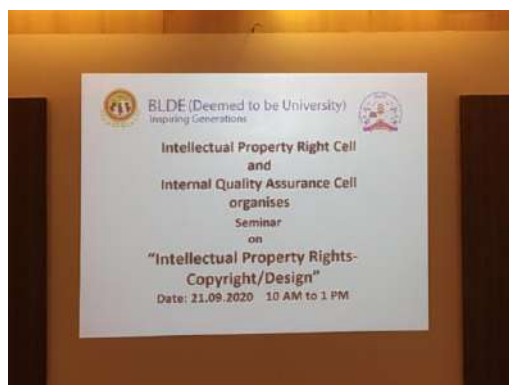 BLDE (Deemed to be University)
Inspiring Generations
Intellectual Property Right Cell
and
Internal Quality Assurance Cell
organises
Seminar
on
"Intellectual Property Rights-
Copyright/Design"
Date: 21.09.2020 10 AM to 1 PM